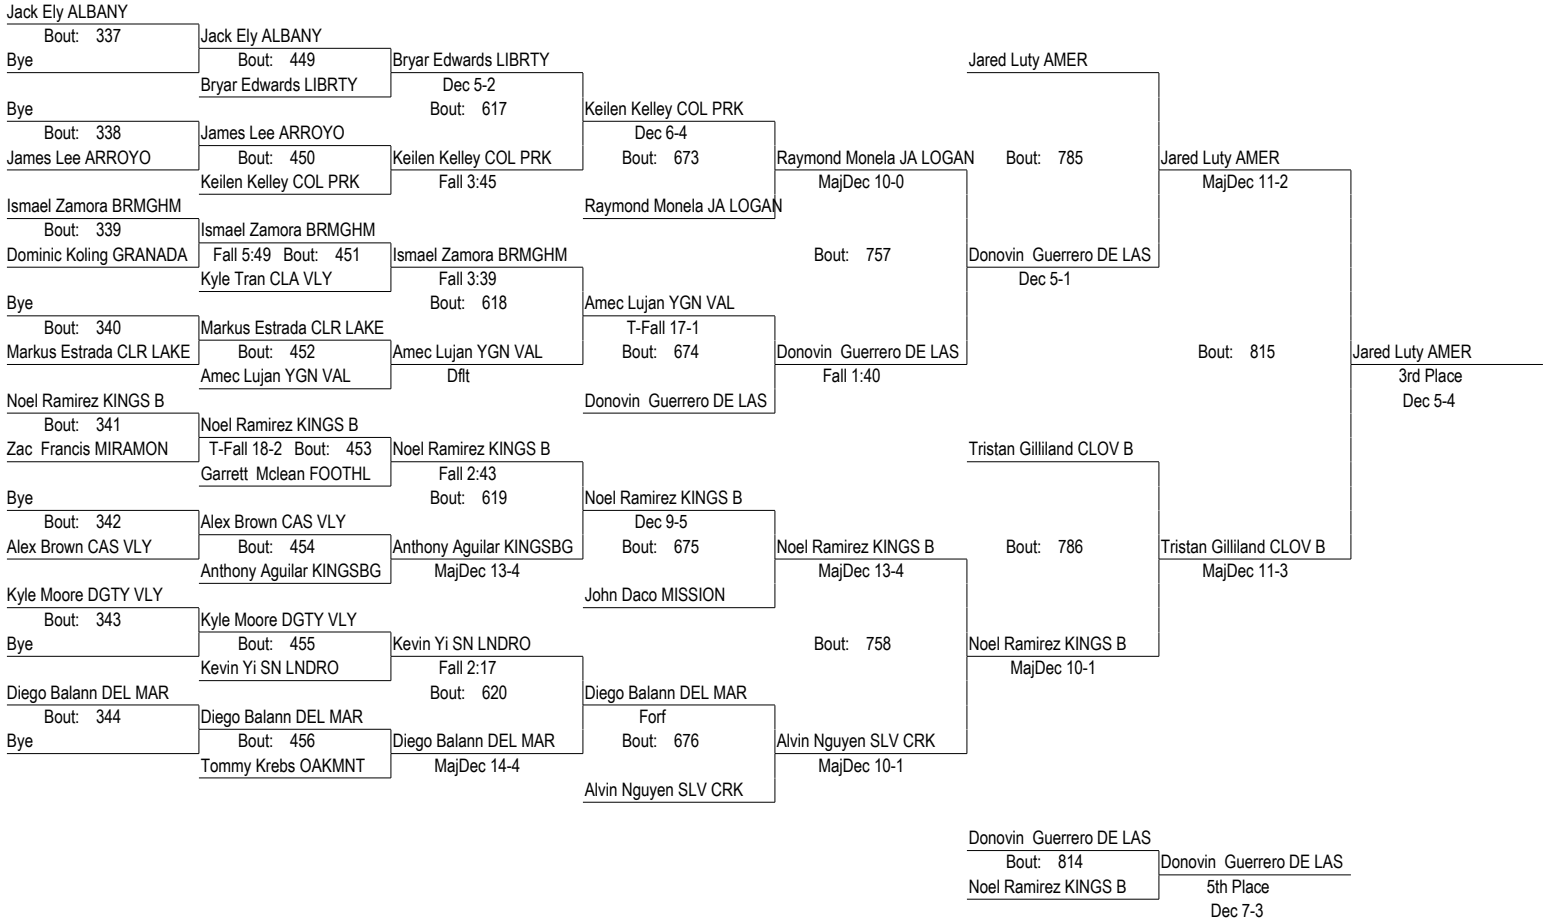 Jack Ely ALBANY
Bout: 337
Jack Ely ALBANY
Bye
Bout: 449
Bryar Edwards LIBRTY
Jared Luty AMER
Bryar Edwards LIBRTY
Dec 5-2
Bye
Bout: 617
Keilen Kelley COL PRK
Bout: 338
James Lee ARROYO
Dec 6-4
James Lee ARROYO
Bout: 450
Keilen Kelley COL PRK
Bout: 673
Raymond Monela JA LOGAN
Bout: 785
Jared Luty AMER
Keilen Kelley COL PRK
Fall 3:45
MajDec 10-0
MajDec 11-2
Ismael Zamora BRMGHM
Raymond Monela JA LOGAN
Bout: 339
Ismael Zamora BRMGHM
Dominic Koling GRANADA
Fall 5:49 Bout: 451
Ismael Zamora BRMGHM
Bout: 757
Donovin Guerrero DE LAS
Kyle Tran CLA VLY
Fall 3:39
Dec 5-1
Bye
Bout: 618
Amec Lujan YGN VAL
Bout: 340
Markus Estrada CLR LAKE
T-Fall 17-1
Markus Estrada CLR LAKE
Bout: 452
Amec Lujan YGN VAL
Bout: 674
Donovin Guerrero DE LAS
Bout: 815
Jared Luty AMER
Amec Lujan YGN VAL
Dflt
Fall 1:40
3rd Place
Noel Ramirez KINGS B
Donovin Guerrero DE LAS
Dec 5-4
Bout: 341
Noel Ramirez KINGS B
Zac Francis MIRAMON
T-Fall 18-2 Bout: 453
Noel Ramirez KINGS B
Tristan Gilliland CLOV B
Garrett Mclean FOOTHL
Fall 2:43
Bye
Bout: 619
Noel Ramirez KINGS B
Bout: 342
Alex Brown CAS VLY
Dec 9-5
Alex Brown CAS VLY
Bout: 454
Anthony Aguilar KINGSBG
Bout: 675
Noel Ramirez KINGS B
Bout: 786
Tristan Gilliland CLOV B
Anthony Aguilar KINGSBG
MajDec 13-4
MajDec 13-4
MajDec 11-3
Kyle Moore DGTY VLY
John Daco MISSION
Bout: 343
Kyle Moore DGTY VLY
Bye
Bout: 455
Kevin Yi SN LNDRO
Bout: 758
Noel Ramirez KINGS B
Kevin Yi SN LNDRO
Fall 2:17
MajDec 10-1
Diego Balann DEL MAR
Bout: 620
Diego Balann DEL MAR
Bout: 344
Diego Balann DEL MAR
Forf
Bye
Bout: 456
Diego Balann DEL MAR
Bout: 676
Alvin Nguyen SLV CRK
Tommy Krebs OAKMNT
MajDec 14-4
MajDec 10-1
Alvin Nguyen SLV CRK
Donovin Guerrero DE LAS
Bout: 814
Donovin Guerrero DE LAS
Noel Ramirez KINGS B
5th Place
Dec 7-3